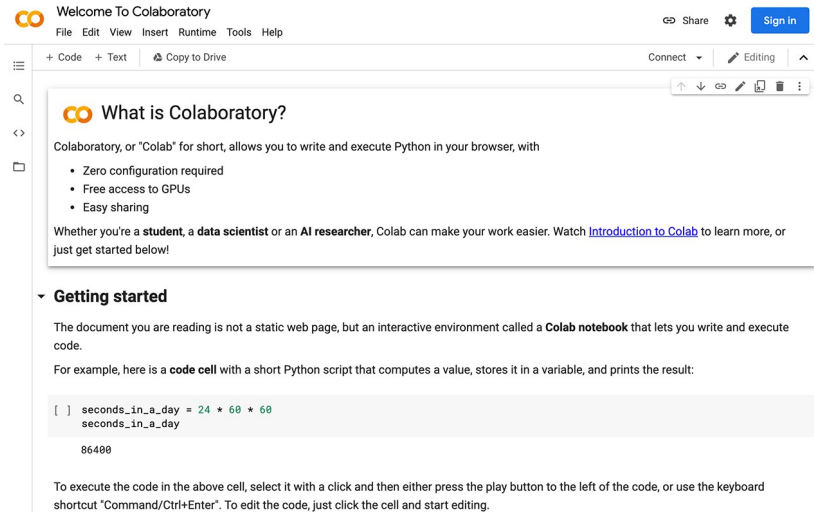 Welcome To Colaboratory
File Edit View Insert Runtime Tools Help
Share
Sign in
+ Code + Text Copy to Drive
Connect
Editing
What is Colaboratory?
Colaboratory, or "Colab" for short, allows you to write and execute Python in your browser, with
• Zero configuration required
• Free access to GPUs
• Easy sharing
Whether you're a student, a data scientist or an AI researcher, Colab can make your work easier. Watch Introduction to Colab to learn more, or
just get started below!
Getting started
The document you are reading is not a static web page, but an interactive environment called a Colab notebook that lets you write and execute
code.
For example, here is a code cell with a short Python script that computes a value, stores it in a variable, and prints the result:
[ ] seconds_in_a_day = 24 * 60 * 60
seconds_in_a_day
86400
To execute the code in the above cell, select it with a click and then either press the play button to the left of the code, or use the keyboard
shortcut "Command/Ctrl+Enter". To edit the code, just click the cell and start editing.